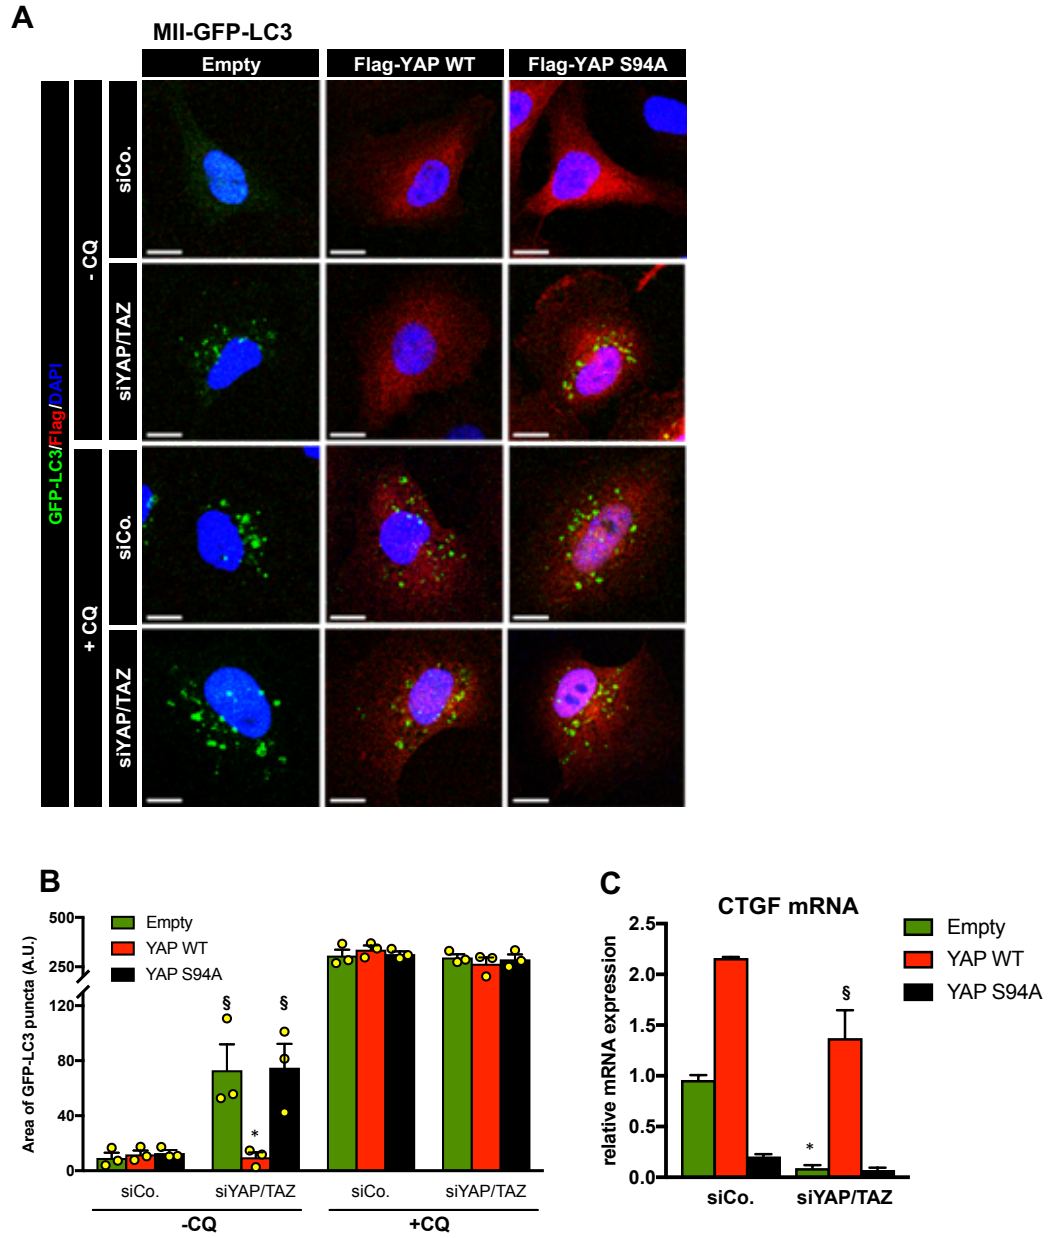 A
MII-GFP-LC3
Empty
Flag-YAP WT
Flag-YAP S94A
GFP-LC3/Flag/DAPI
- CQ
siCo.
siYAP/TAZ
+ CQ
siCo.
siYAP/TAZ
B
Empty
YAP WT
YAP S94A
Area of GFP-LC3 puncta (A.U.)
500
250
120
80
40
0
§
*
§
siCo.
siYAP/TAZ
siCo.
siYAP/TAZ
-CQ
+CQ
C
CTGF mRNA
Empty
YAP WT
YAP S94A
relative mRNA expression
2.5
2.0
1.5
1.0
0.5
0.0
*
§
siCo.
siYAP/TAZ